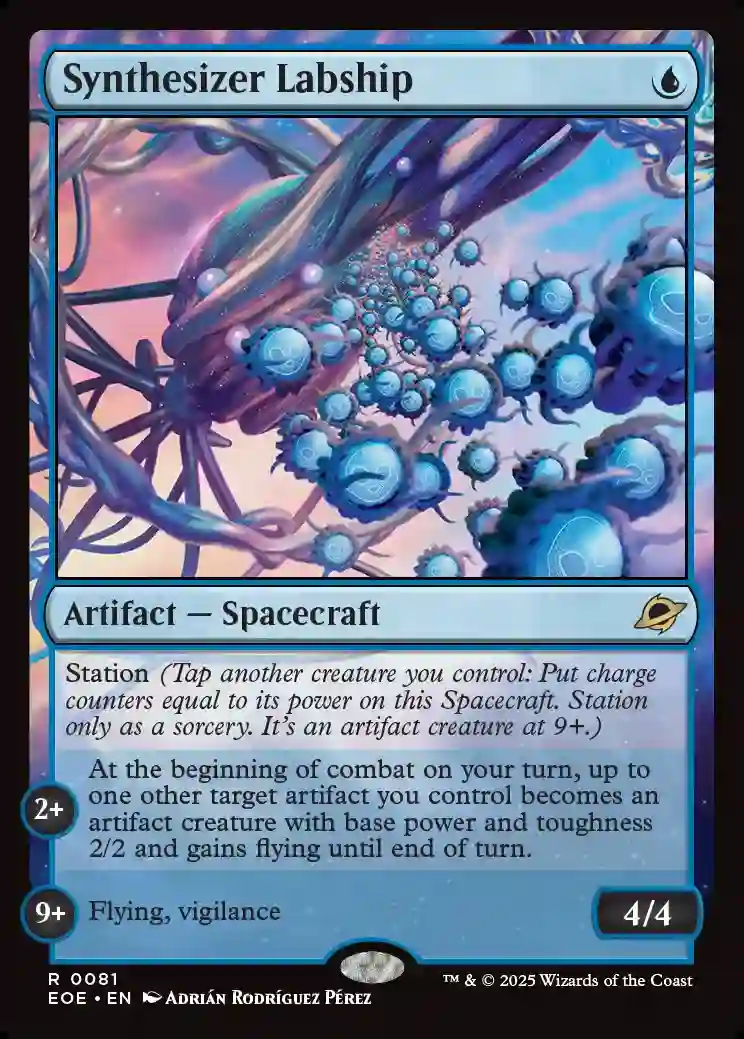 Synthesizer Labship
Artifact — Spacecraft
Station (Tap another creature you control: Put charge
counters equal to its power on this Spacecraft. Station
only as a sorcery. It's an artifact creature at 9+.)
2+
At the beginning of combat on your turn, up to
one other target artifact you control becomes an
artifact creature with base power and toughness
2/2 and gains flying until end of turn.
9+ Flying, vigilance 4/4
R 0081 ™ & © 2025 Wizards of the Coast
EOE • EN Adrián Rodríguez Pérez